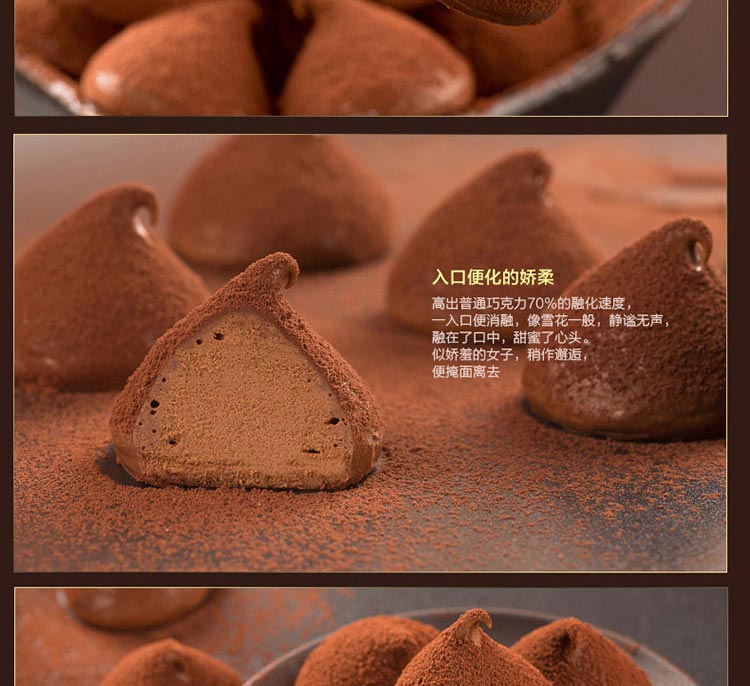 入口便化的娇柔
高出普通巧克力70%的融化速度，
一入口便消融，像雪花一般，静谧无声，
融在了口中，甜蜜了心头。
似娇羞的女子，稍作邂逅，
便掩面离去